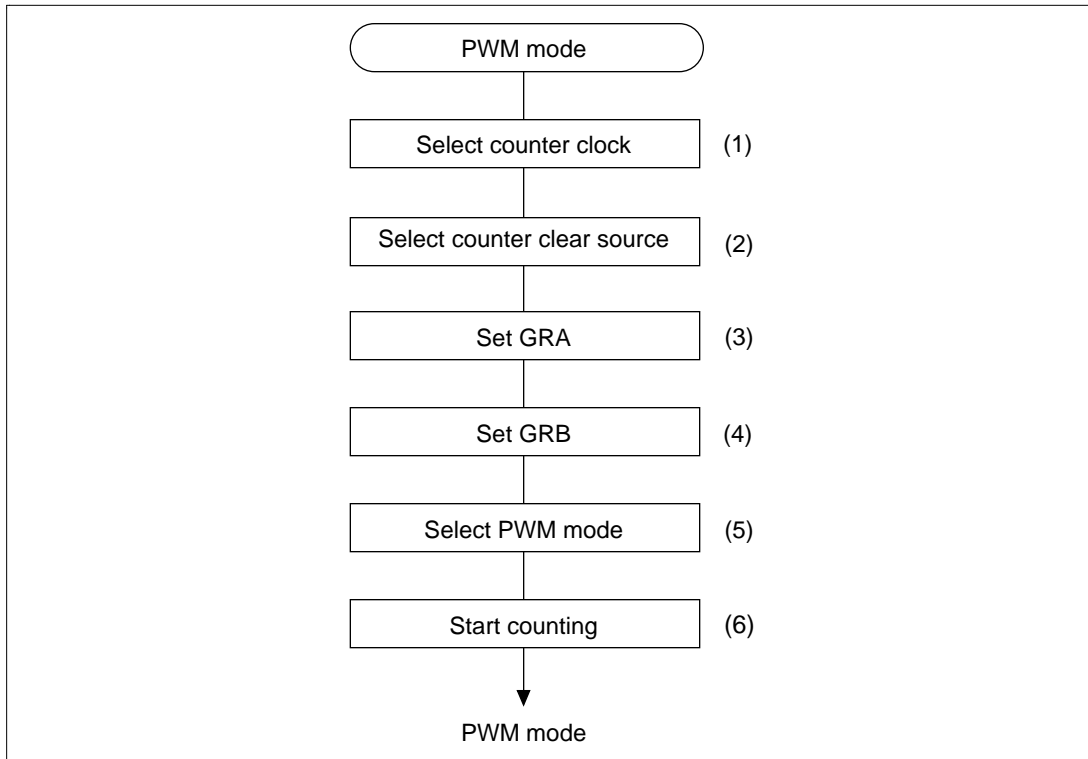 PWM mode
Select counter clock (1)
Select counter clear source (2)
Set GRA (3)
Set GRB (4)
Select PWM mode (5)
Start counting (6)
PWM mode